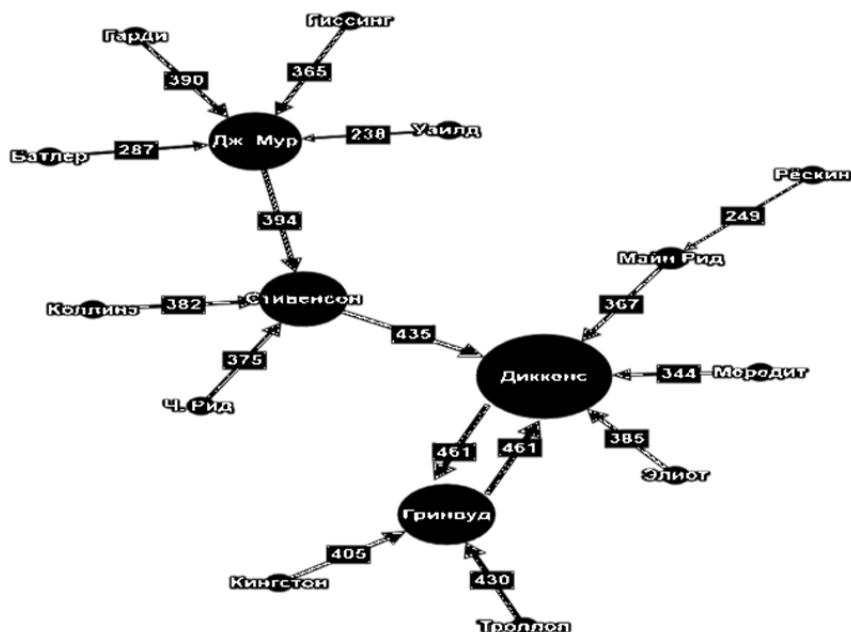 Гиссинг
Гарди
390
365
Дж. Мур
Уайлд
238
Батлер
287
Рёскин
394
249
Майн Рид
Стивенсон
Коллинз
382
367
435
375
Диккенс
344
Мередит
Ч. Рид
385
461
461
Элиот
Гринвуд
405
Кингстон
430
Троллоп